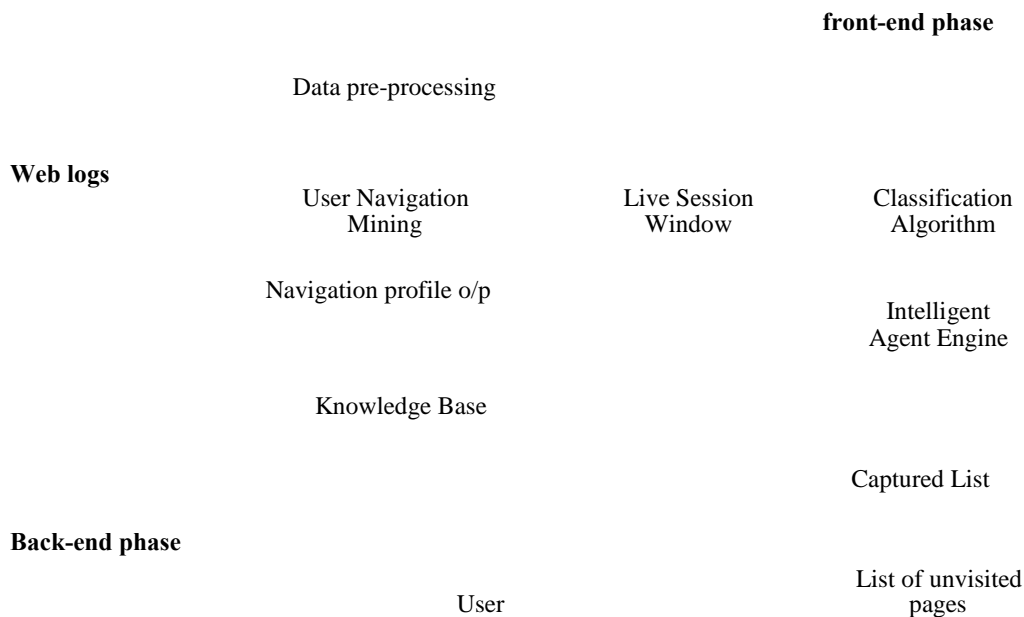 front-end phase
Data pre-processing
Web logs
User Navigation
Mining
Live Session
Window
Classification
Algorithm
Navigation profile o/p
Intelligent
Agent Engine
Knowledge Base
Captured List
Back-end phase
List of unvisited
pages
User